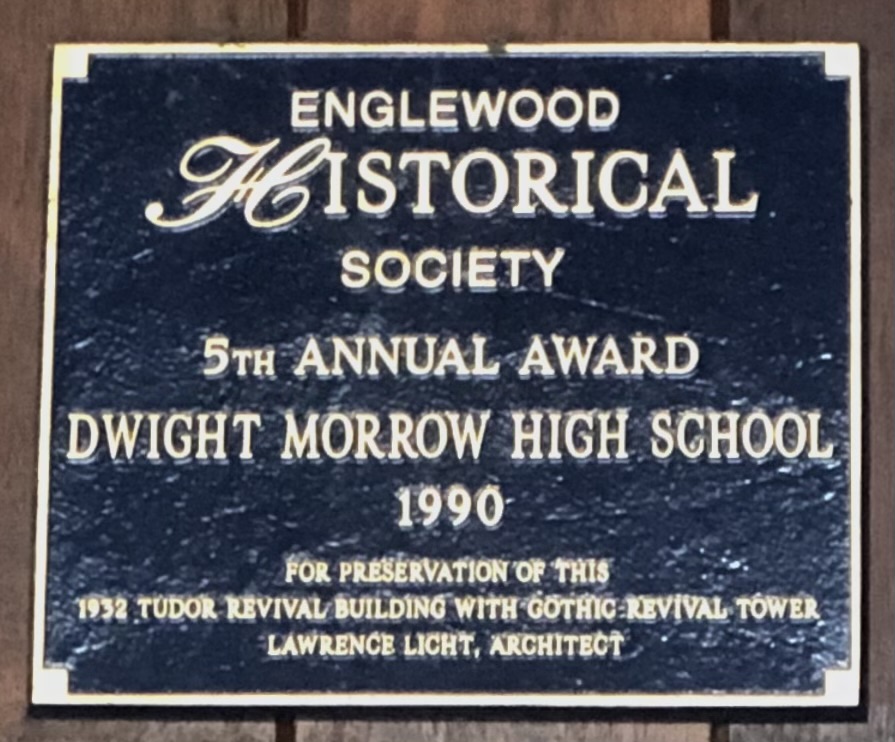 ENGLEWOOD
HISTORICAL
SOCIETY
5TH ANNUAL AWARD
DWIGHT MORROW HIGH SCHOOL
1990
FOR PRESERVATION OF THIS
1932 TUDOR REVIVAL BUILDING WITH GOTHIC REVIVAL TOWER
LAWRENCE LICHT, ARCHITECT